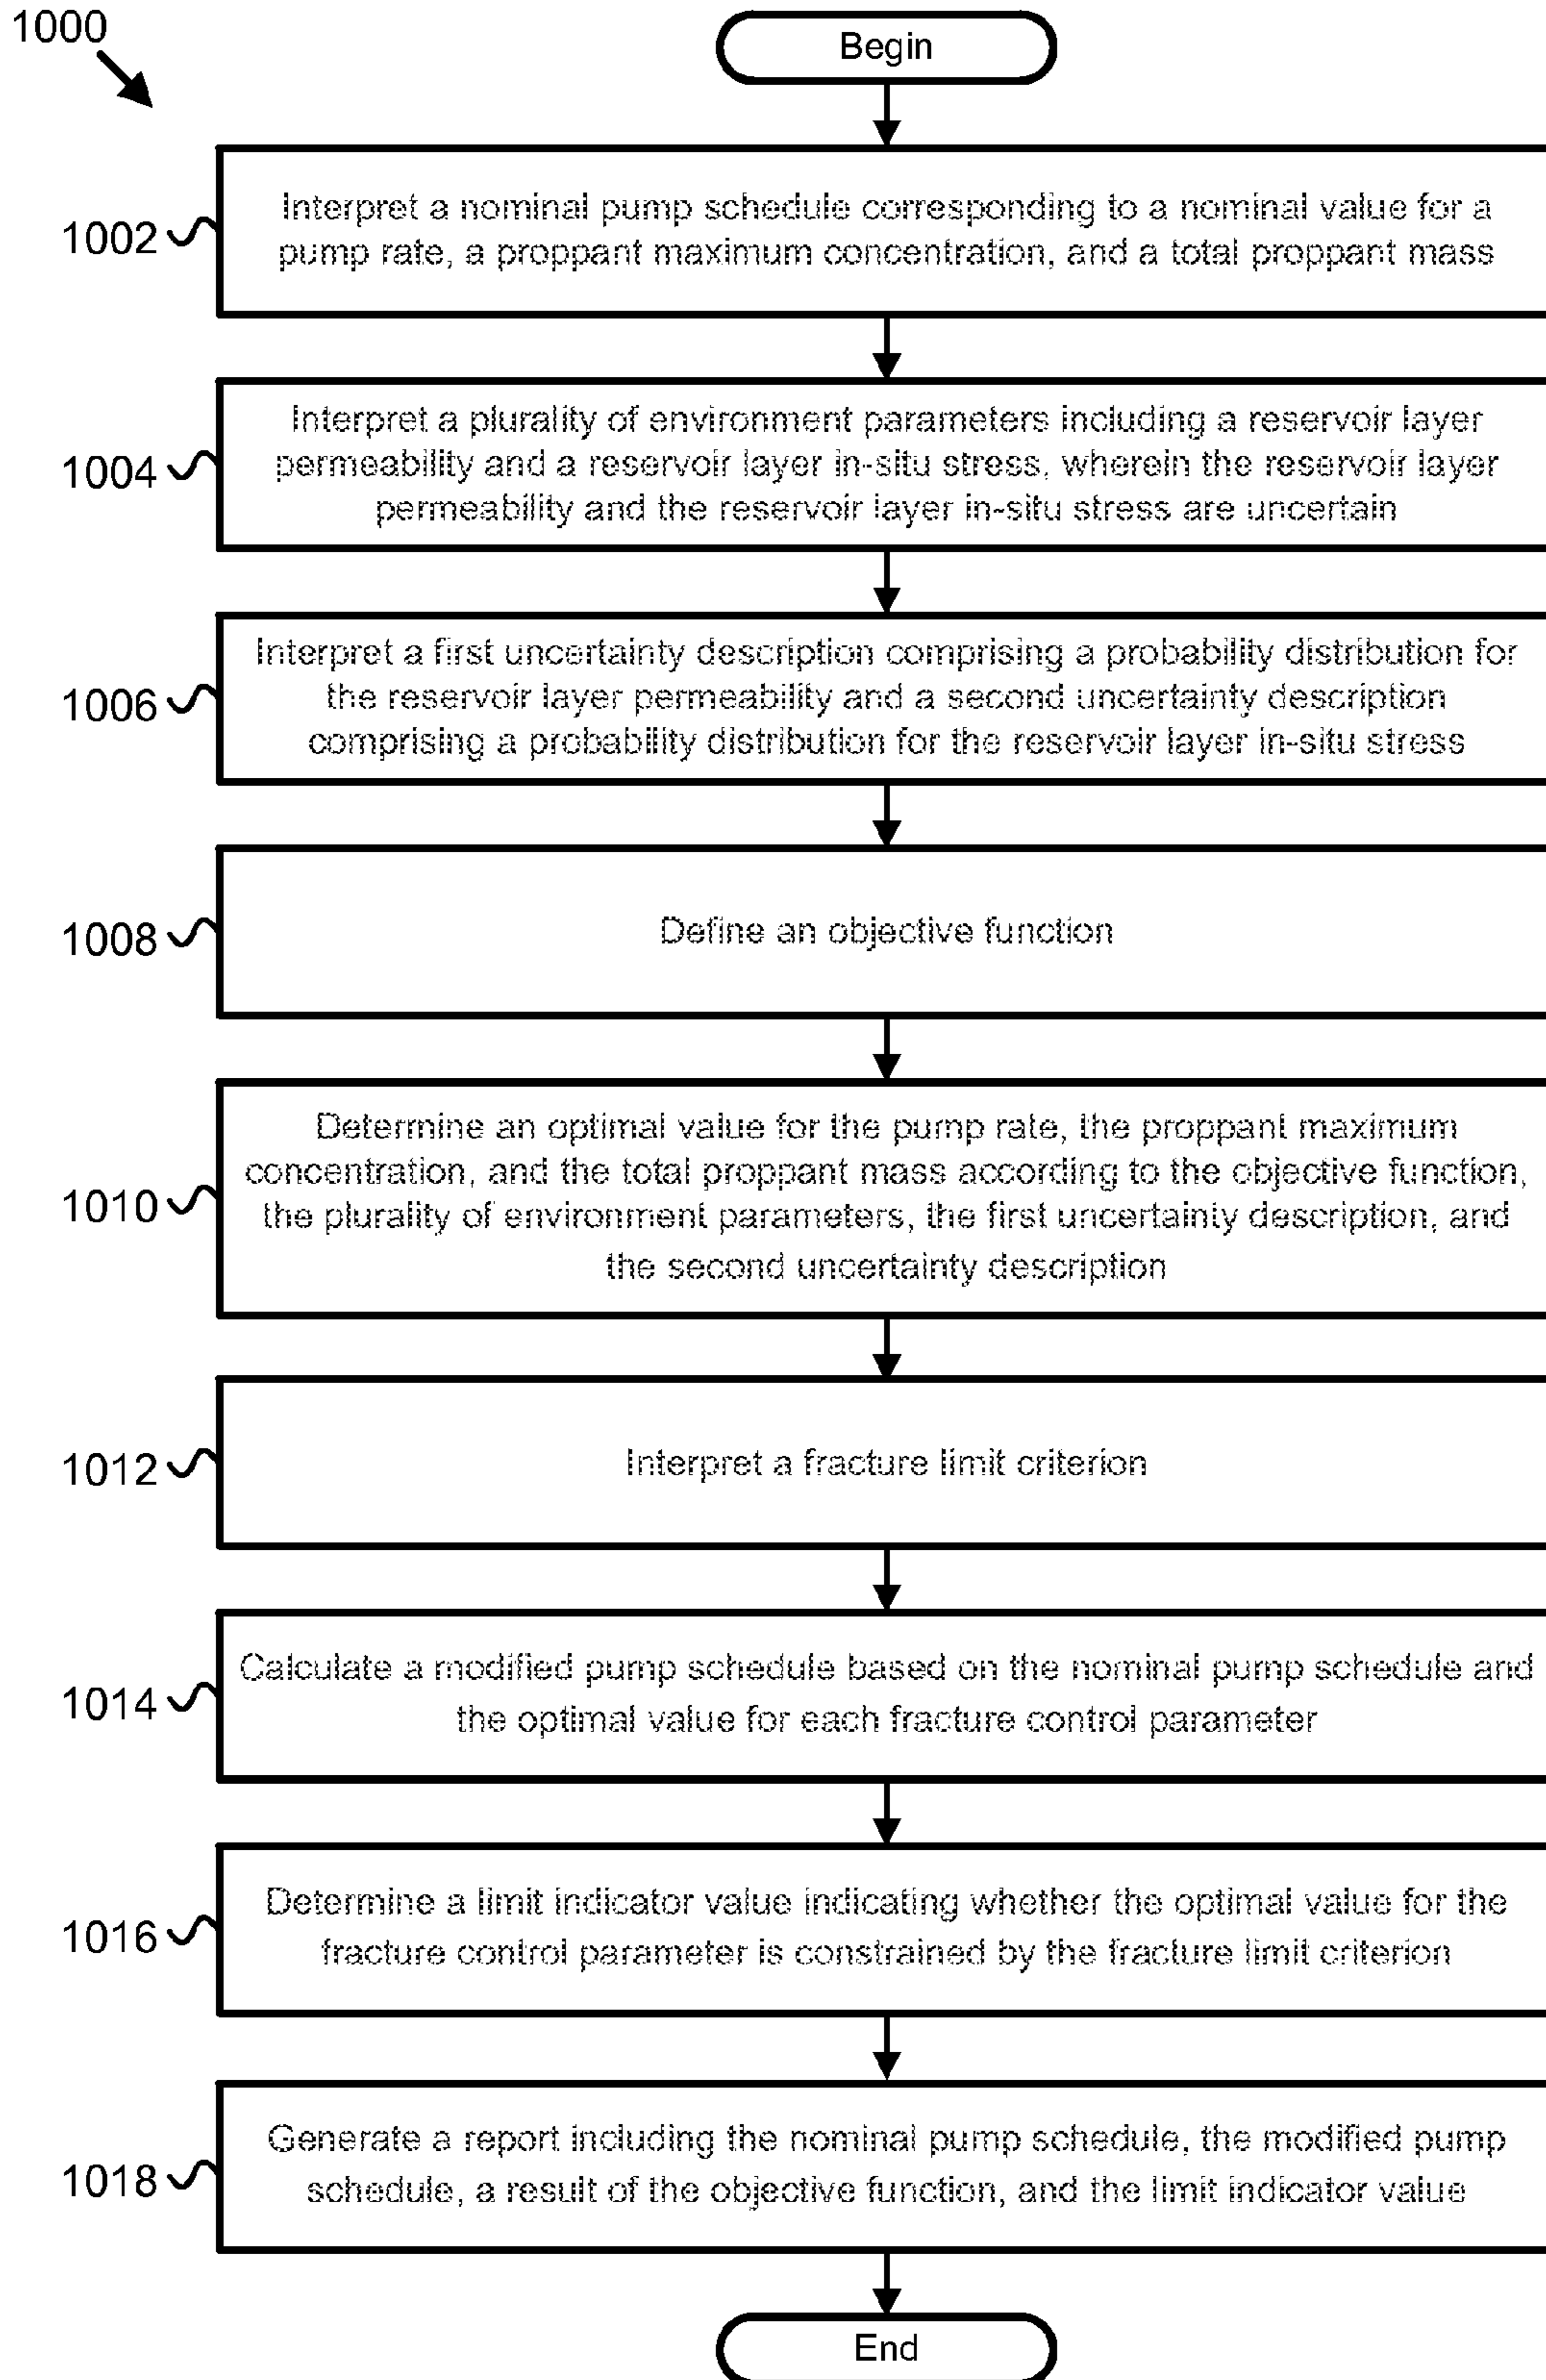 1000
Begin
1002
Interpret a nominal pump schedule corresponding to a nominal value for a
pump rate, a proppant maximum concentration, and a total proppant mass
1004
Interpret a plurality of environment parameters including a reservoir layer
permeability and a reservoir layer in-situ stress, wherein the reservoir layer
permeability and the reservoir layer in-situ stress are uncertain
1006
Interpret a first uncertainty description comprising a probability distribution for
the reservoir layer permeability and a second uncertainty description
comprising a probability distribution for the reservoir layer in-situ stress
1008
Define an objective function
1010
Determine an optimal value for the pump rate, the proppant maximum
concentration, and the total proppant mass according to the objective function,
the plurality of environment parameters, the first uncertainty description, and
the second uncertainty description
1012
Interpret a fracture limit criterion
1014
Calculate a modified pump schedule based on the nominal pump schedule and
the optimal value for each fracture control parameter
1016
Determine a limit indicator value indicating whether the optimal value for the
fracture control parameter is constrained by the fracture limit criterion
1018
Generate a report including the nominal pump schedule, the modified pump
schedule, a result of the objective function, and the limit indicator value
End